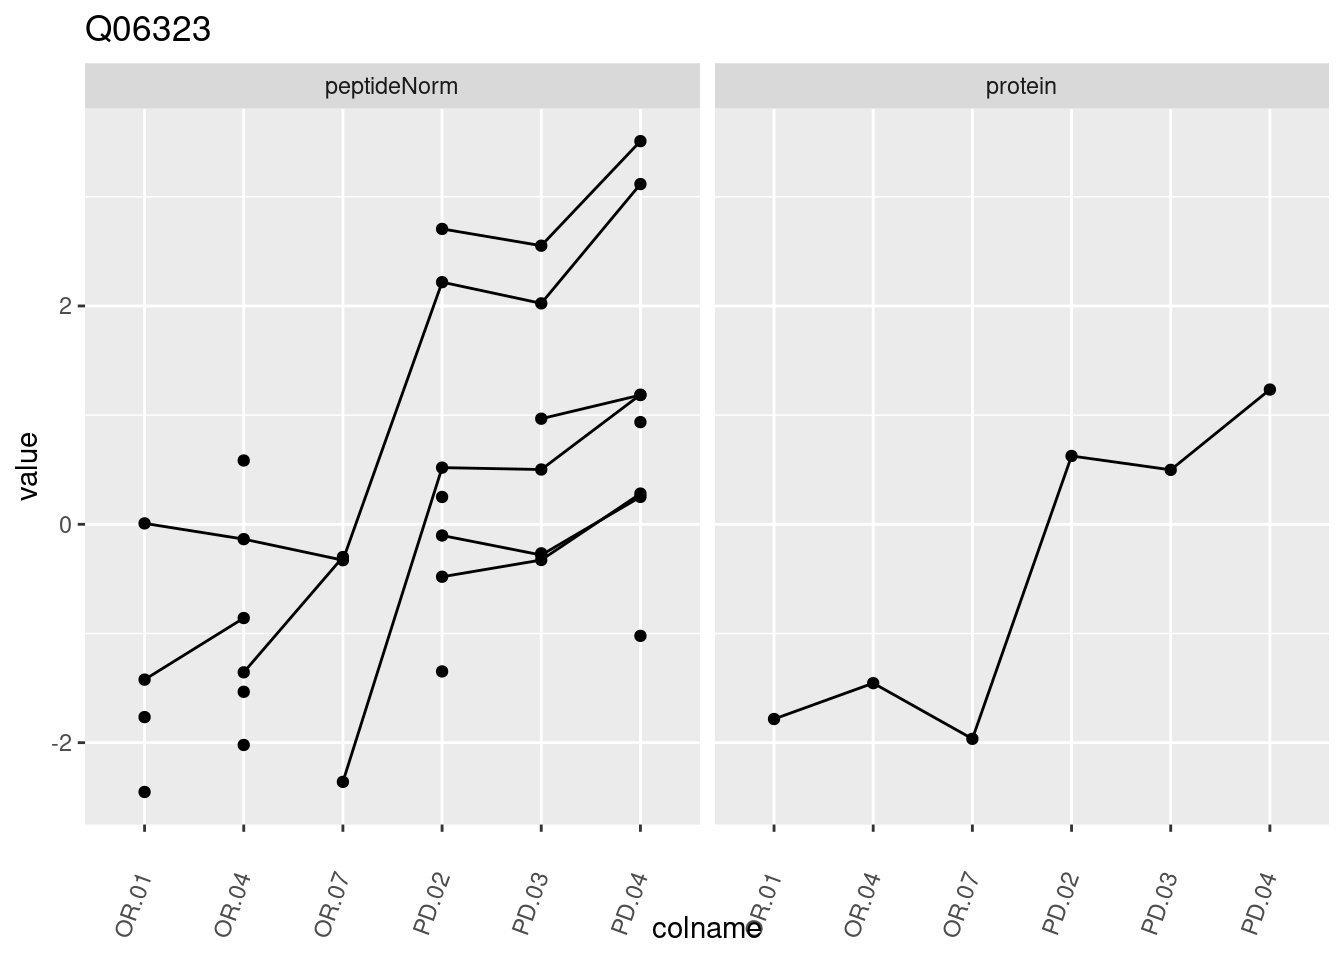 Q06323
peptideNorm
protein
value
2
0
-2
OR.01
OR.04
OR.07
PD.02
PD.03
PD.04
OR.01
OR.04
OR.07
PD.02
PD.03
PD.04
colname